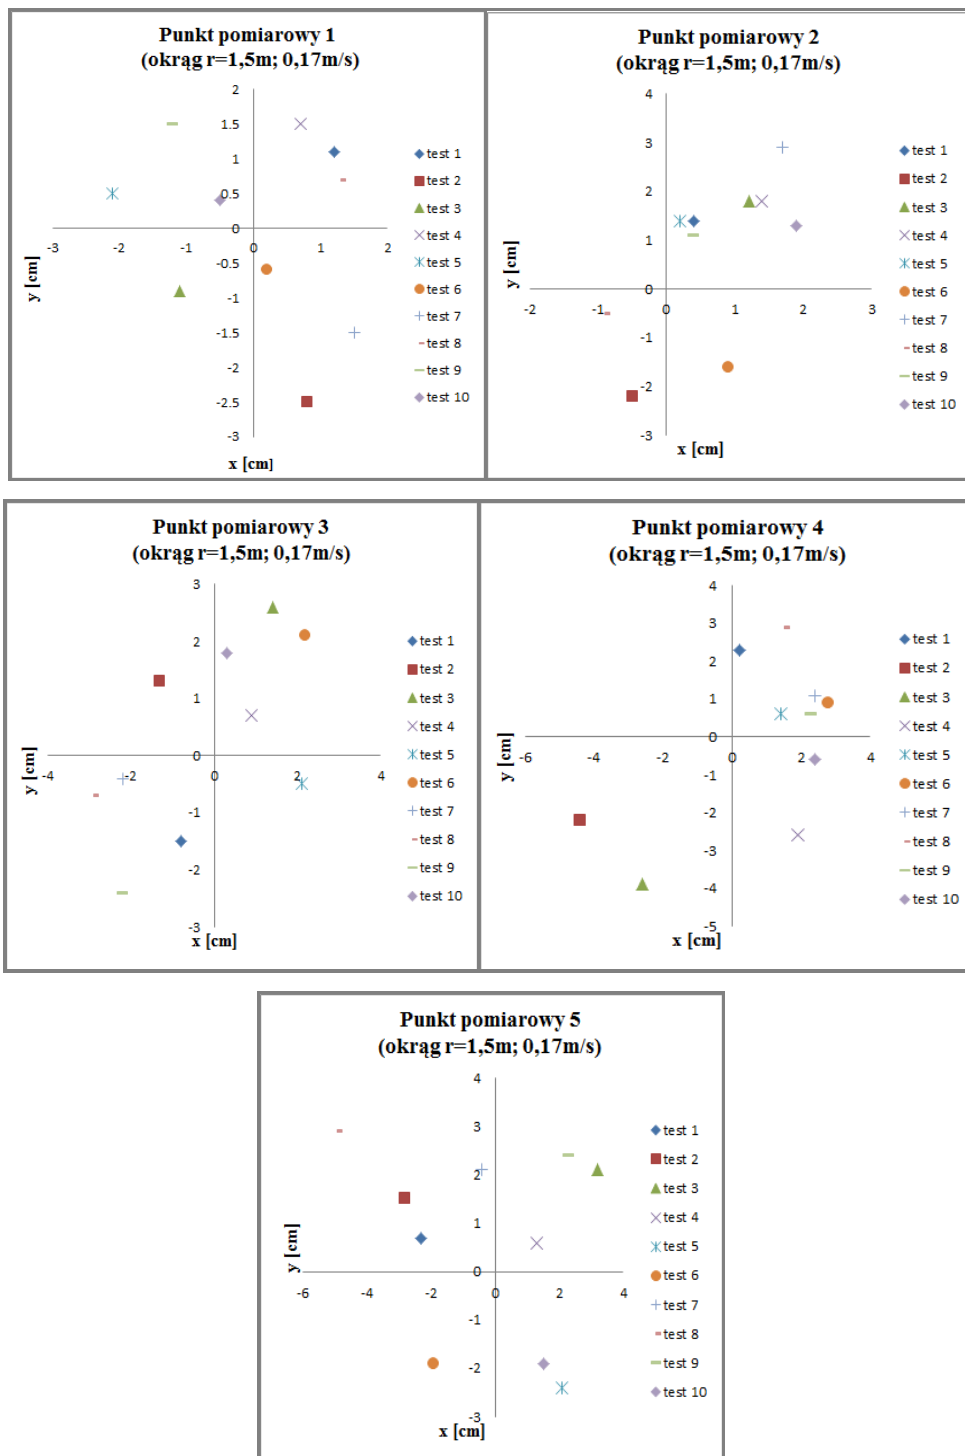 Punkt pomiarowy 1
(okrąg r=1,5m; 0,17m/s)
2
1.5
1
0.5
0
-3 -2 -1 0 1 2
-0.5
-1
-1.5
-2
-2.5
-3
y [cm]
x [cm]
test 1
test 2
test 3
test 4
test 5
test 6
test 7
test 8
test 9
test 10
Punkt pomiarowy 2
(okrąg r=1,5m; 0,17m/s)
4
3
2
1
0
-2 -1 0 1 2 3
-1
-2
-3
y [cm]
x [cm]
test 1
test 2
test 3
test 4
test 5
test 6
test 7
test 8
test 9
test 10
Punkt pomiarowy 3
(okrąg r=1,5m; 0,17m/s)
3
2
1
0
-4 -2 0 2 4
-1
-2
-3
y [cm]
x [cm]
test 1
test 2
test 3
test 4
test 5
test 6
test 7
test 8
test 9
test 10
Punkt pomiarowy 4
(okrąg r=1,5m; 0,17m/s)
4
3
2
1
0
-6 -4 -2 0 2 4
-1
-2
-3
-4
-5
y [cm]
x [cm]
test 1
test 2
test 3
test 4
test 5
test 6
test 7
test 8
test 9
test 10
Punkt pomiarowy 5
(okrąg r=1,5m; 0,17m/s)
4
3
2
1
0
-6 -4 -2 0 2 4
-1
-2
-3
y [cm]
x [cm]
test 1
test 2
test 3
test 4
test 5
test 6
test 7
test 8
test 9
test 10